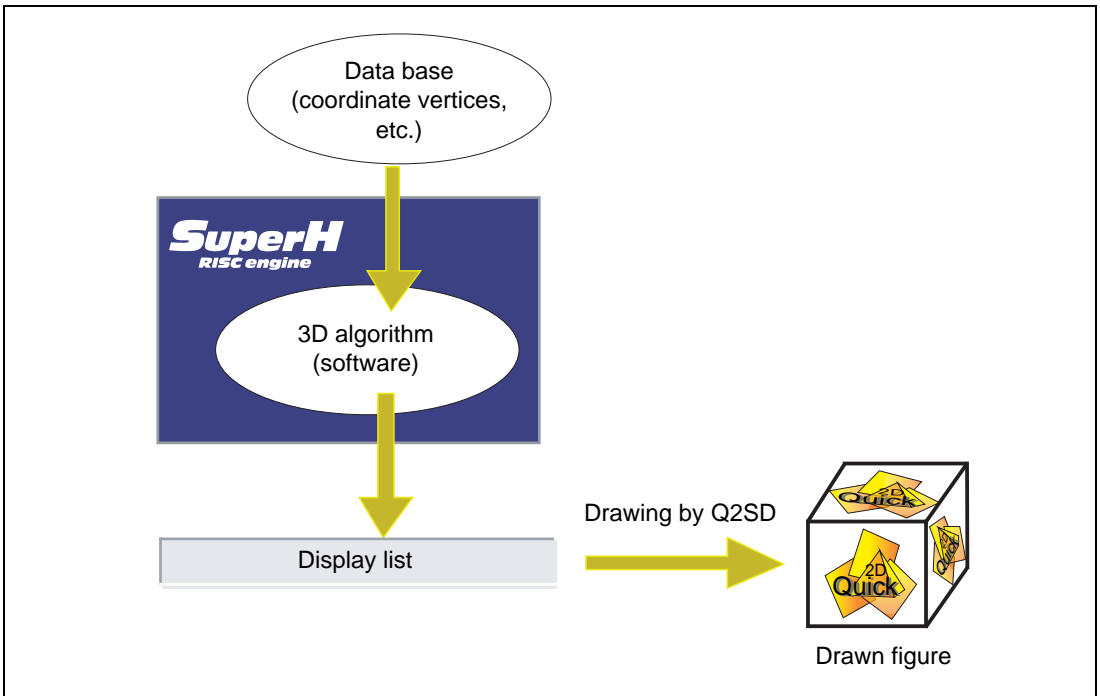 Data base
(coordinate vertices,
etc.)
SuperH
RISC engine
3D algorithm
(software)
Display list
Drawing by Q2SD
2D
Quick
2D
Quick
2D
Quick
Drawn figure